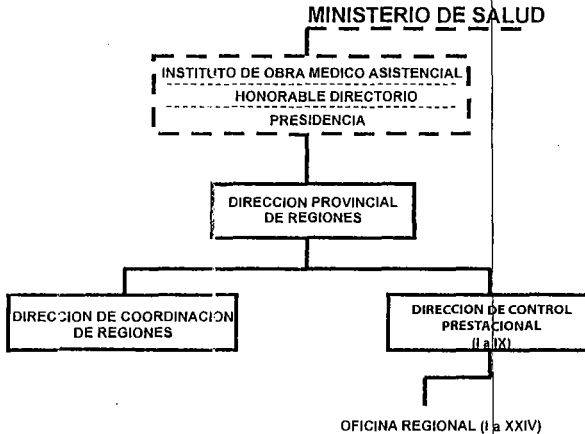 MINISTERIO DE SALUD
INSTITUTO DE OBRA MEDICO ASISTENCIAL
HONORABLE DIRECTORIO
PRESIDENCIA
DIRECCION PROVINCIAL
DE REGIONES
DIRECCION DE COORDINACION
DE REGIONES
DIRECCION DE CONTROL
PRESTACIONAL
(I a IX)
OFICINA REGIONAL (I a XXIV)